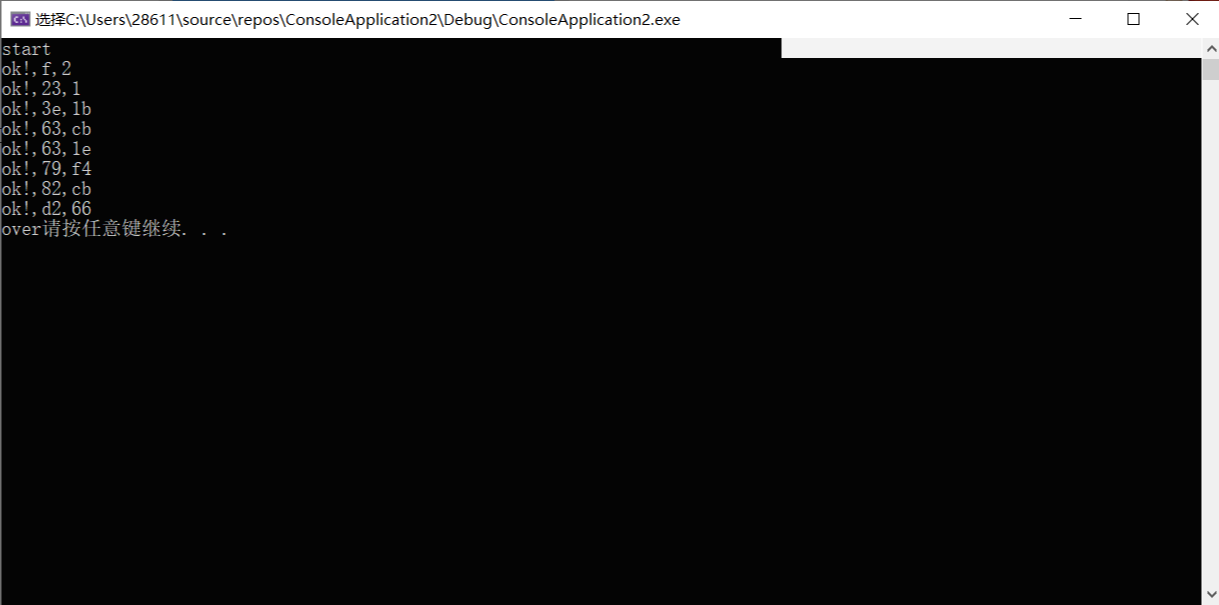 选择C:\Users\28611\source\repos\ConsoleApplication2\Debug\ConsoleApplication2.exe
start
ok!,f,2
ok!,23,1
ok!,3e,1b
ok!,63,cb
ok!,63,1e
ok!,79,f4
ok!,82,cb
ok!,d2,66
over请按任意键继续. . .